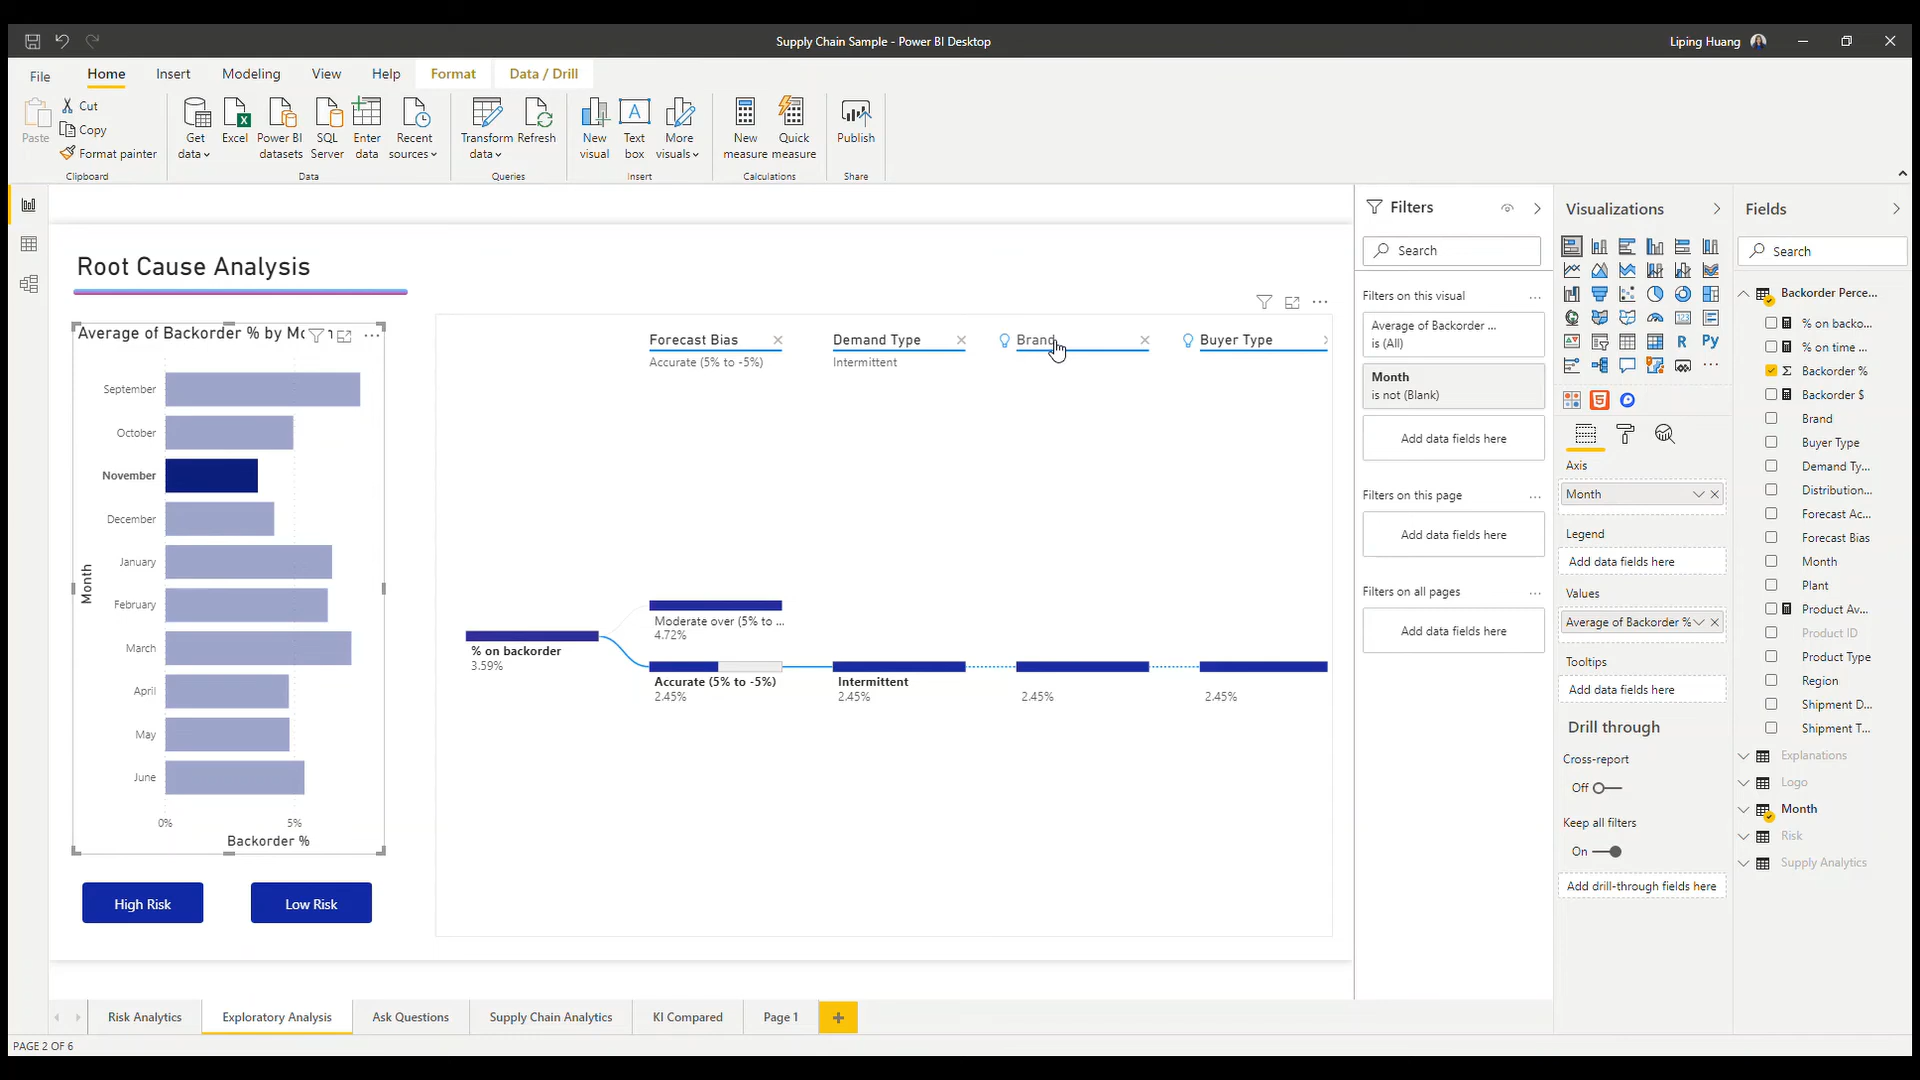 Supply Chain Sample - Power BI Desktop
Liping Huang
File
Home
Insert
Modeling
View
Help
Format
Data / Drill
Paste
Cut
Copy
Format painter
Clipboard
Get
data
Excel
Power BI
datasets
SQL
Server
Enter
data
Recent
sources
Data
Transform
data
Refresh
Queries
New
visual
Text
box
More
visuals
Insert
New
measure
Quick
measure
Calculations
Publish
Share
Root Cause Analysis
Average of Backorder % by Mo
September
October
November
December
January
February
March
April
May
June
Month
0%
5%
Backorder %
High Risk
Low Risk
Forecast Bias
Accurate (5% to -5%)
Demand Type
Intermittent
Brand
Buyer Type
% on backorder
3.59%
Moderate over (5% to ...
4.72%
Accurate (5% to -5%)
2.45%
Intermittent
2.45%
2.45%
2.45%
Filters
Search
Filters on this visual
Average of Backorder ...
is (All)
Month
is not (Blank)
Add data fields here
Filters on this page
Add data fields here
Filters on all pages
Add data fields here
Visualizations
R
Py
Axis
Month
Legend
Add data fields here
Values
Average of Backorder %
Tooltips
Add data fields here
Drill through
Cross-report
Off
Keep all filters
On
Add drill-through fields here
Fields
Search
Backorder Perce...
% on backo...
% on time ...
Backorder %
Backorder $
Brand
Buyer Type
Demand Ty...
Distribution...
Forecast Ac...
Forecast Bias
Month
Plant
Product Av...
Product ID
Product Type
Region
Shipment D...
Shipment T...
Explanations
Logo
Month
Risk
Supply Analytics
Risk Analytics
Exploratory Analysis
Ask Questions
Supply Chain Analytics
KI Compared
Page 1
PAGE 2 OF 6